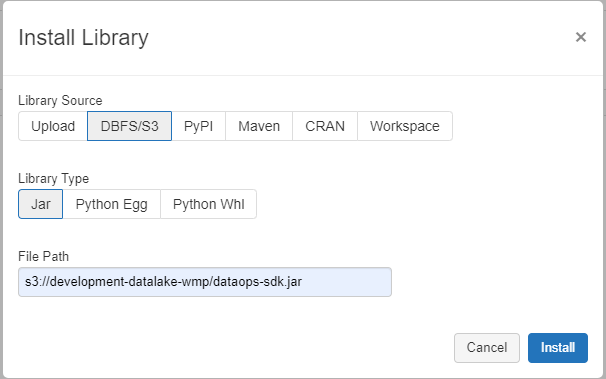 Install Library
×
Library Source
Upload DBFS/S3 PyPI Maven CRAN Workspace
Library Type
Jar Python Egg Python Whl
File Path
s3://development-datalake-wmp/dataops-sdk.jar
Cancel Install